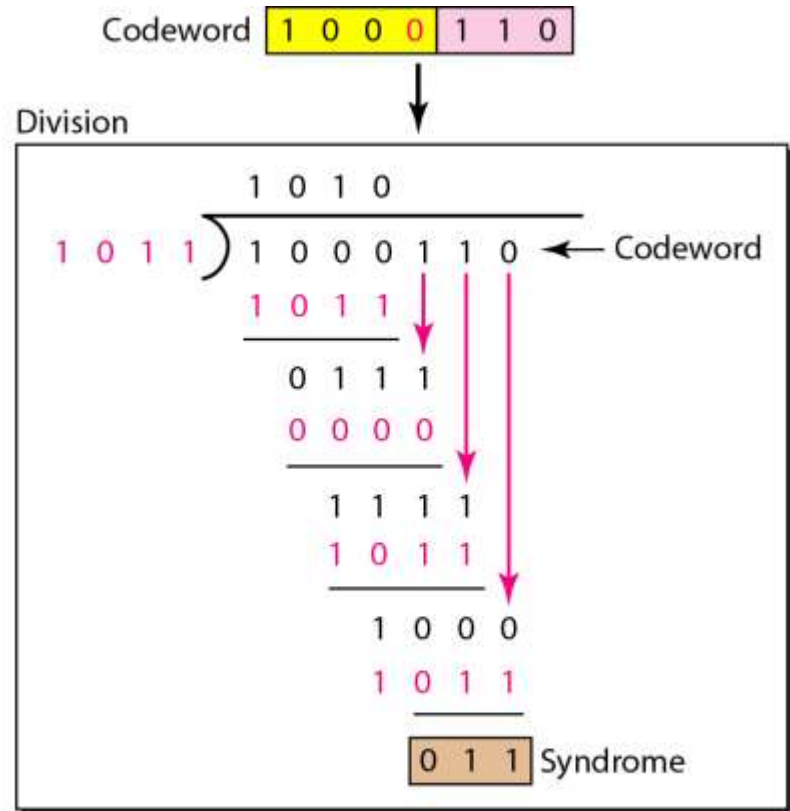 Codeword 1 0 0 0 1 1 0
Division
1 0 1 0
1 0 1 1 1 0 0 0 1 1 0 Codeword
1 0 1 1
0 1 1 1
0 0 0 0
1 1 1 1
1 0 1 1
1 0 0 0
1 0 1 1
0 1 1 Syndrome